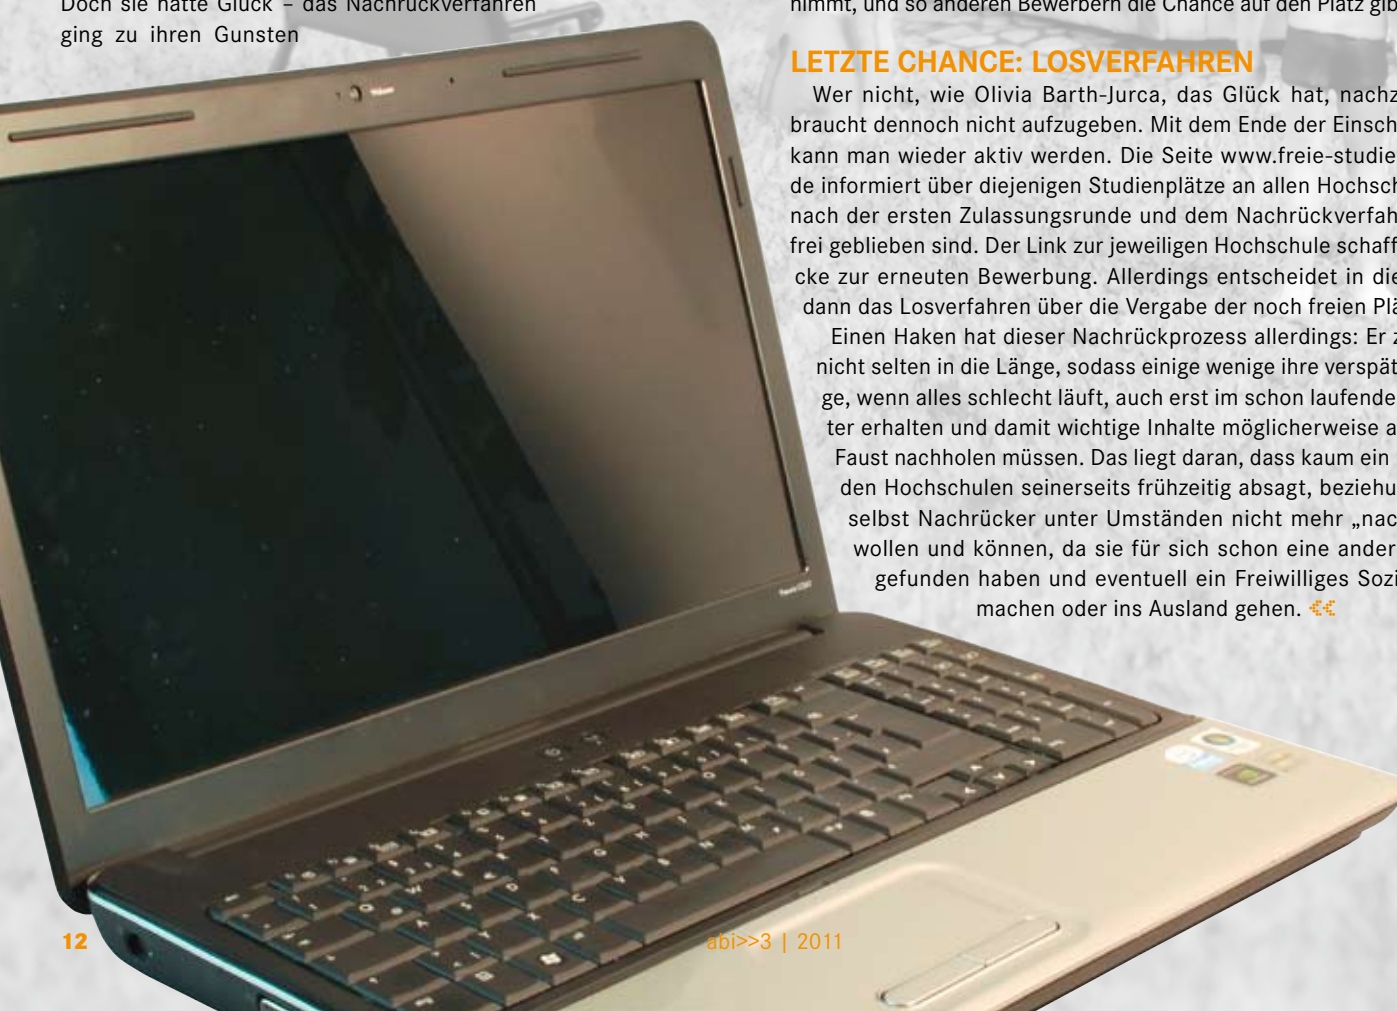 Doch sie hatte Glück – das Nachrückverfahren
ging zu ihren Gunsten
nimmt, und so anderen Bewerbern die Chance auf den Platz gib
LETZTE CHANCE: LOSVERFAHREN
Wer nicht, wie Olivia Barth-Jurca, das Glück hat, nachz
braucht dennoch nicht aufzugeben. Mit dem Ende der Einsch
kann man wieder aktiv werden. Die Seite www.freie-studie
de informiert über diejenigen Studienplätze an allen Hochsch
nach der ersten Zulassungsrunde und dem Nachrückverfah
frei geblieben sind. Der Link zur jeweiligen Hochschule schaff
cke zur erneuten Bewerbung. Allerdings entscheidet in die
dann das Losverfahren über die Vergabe der noch freien Plä
Einen Haken hat dieser Nachrückprozess allerdings: Er z
nicht selten in die Länge, sodass einige wenige ihre verspät
ge, wenn alles schlecht läuft, auch erst im schon laufende
ter erhalten und damit wichtige Inhalte möglicherweise a
Faust nachholen müssen. Das liegt daran, dass kaum ein
den Hochschulen seinerseits frühzeitig absagt, beziehu
selbst Nachrücker unter Umständen nicht mehr „nac
wollen und können, da sie für sich schon eine ander
gefunden haben und eventuell ein Freiwilliges Sozi
machen oder ins Ausland gehen.
12
abi>>3 | 2011